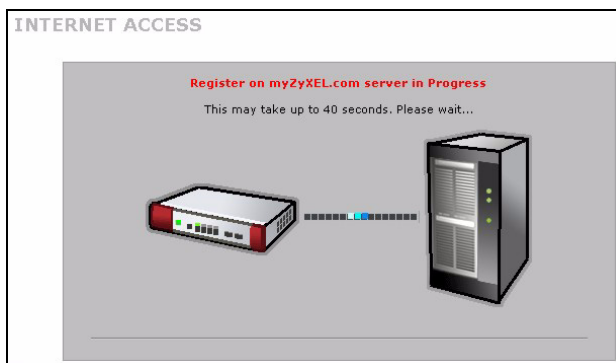 INTERNET ACCESS
Register on myZyXEL.com server in Progress
This may take up to 40 seconds. Please wait...